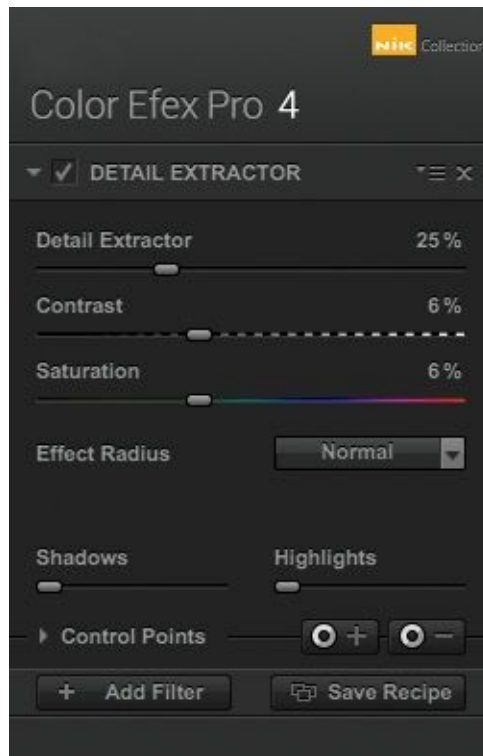 Nik Collection
Color Efex Pro 4
DETAIL EXTRACTOR
Detail Extractor 25%
Contrast 6%
Saturation 6%
Effect Radius Normal
Shadows Highlights
Control Points
+ Add Filter Save Recipe